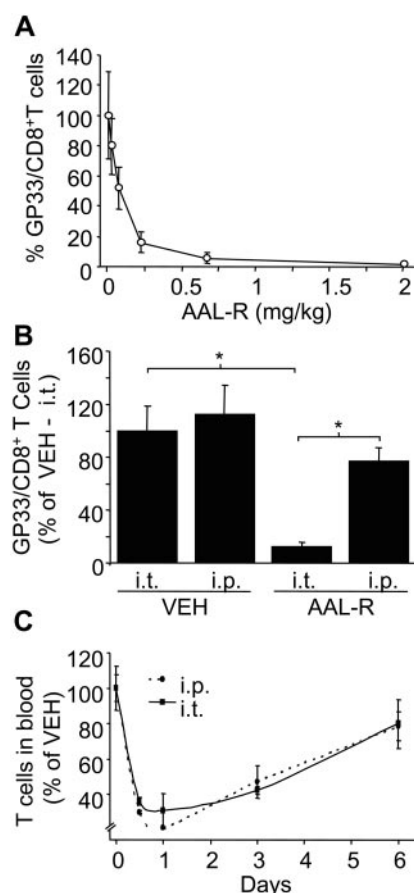 A
% GP33/CD8+T cells
140
120
100
80
60
40
20
0
0 0.5 1 1.5 2
AAL-R (mg/kg)
B
GP33/CD8+ T Cells
(% of VEH - i.t.)
160
120
80
40
0
*
*
i.t. i.p. i.t. i.p.
VEH AAL-R
C
T cells in blood
(% of VEH)
120
100
80
60
40
i.p.
i.t.
0 1 2 3 4 5 6
Days